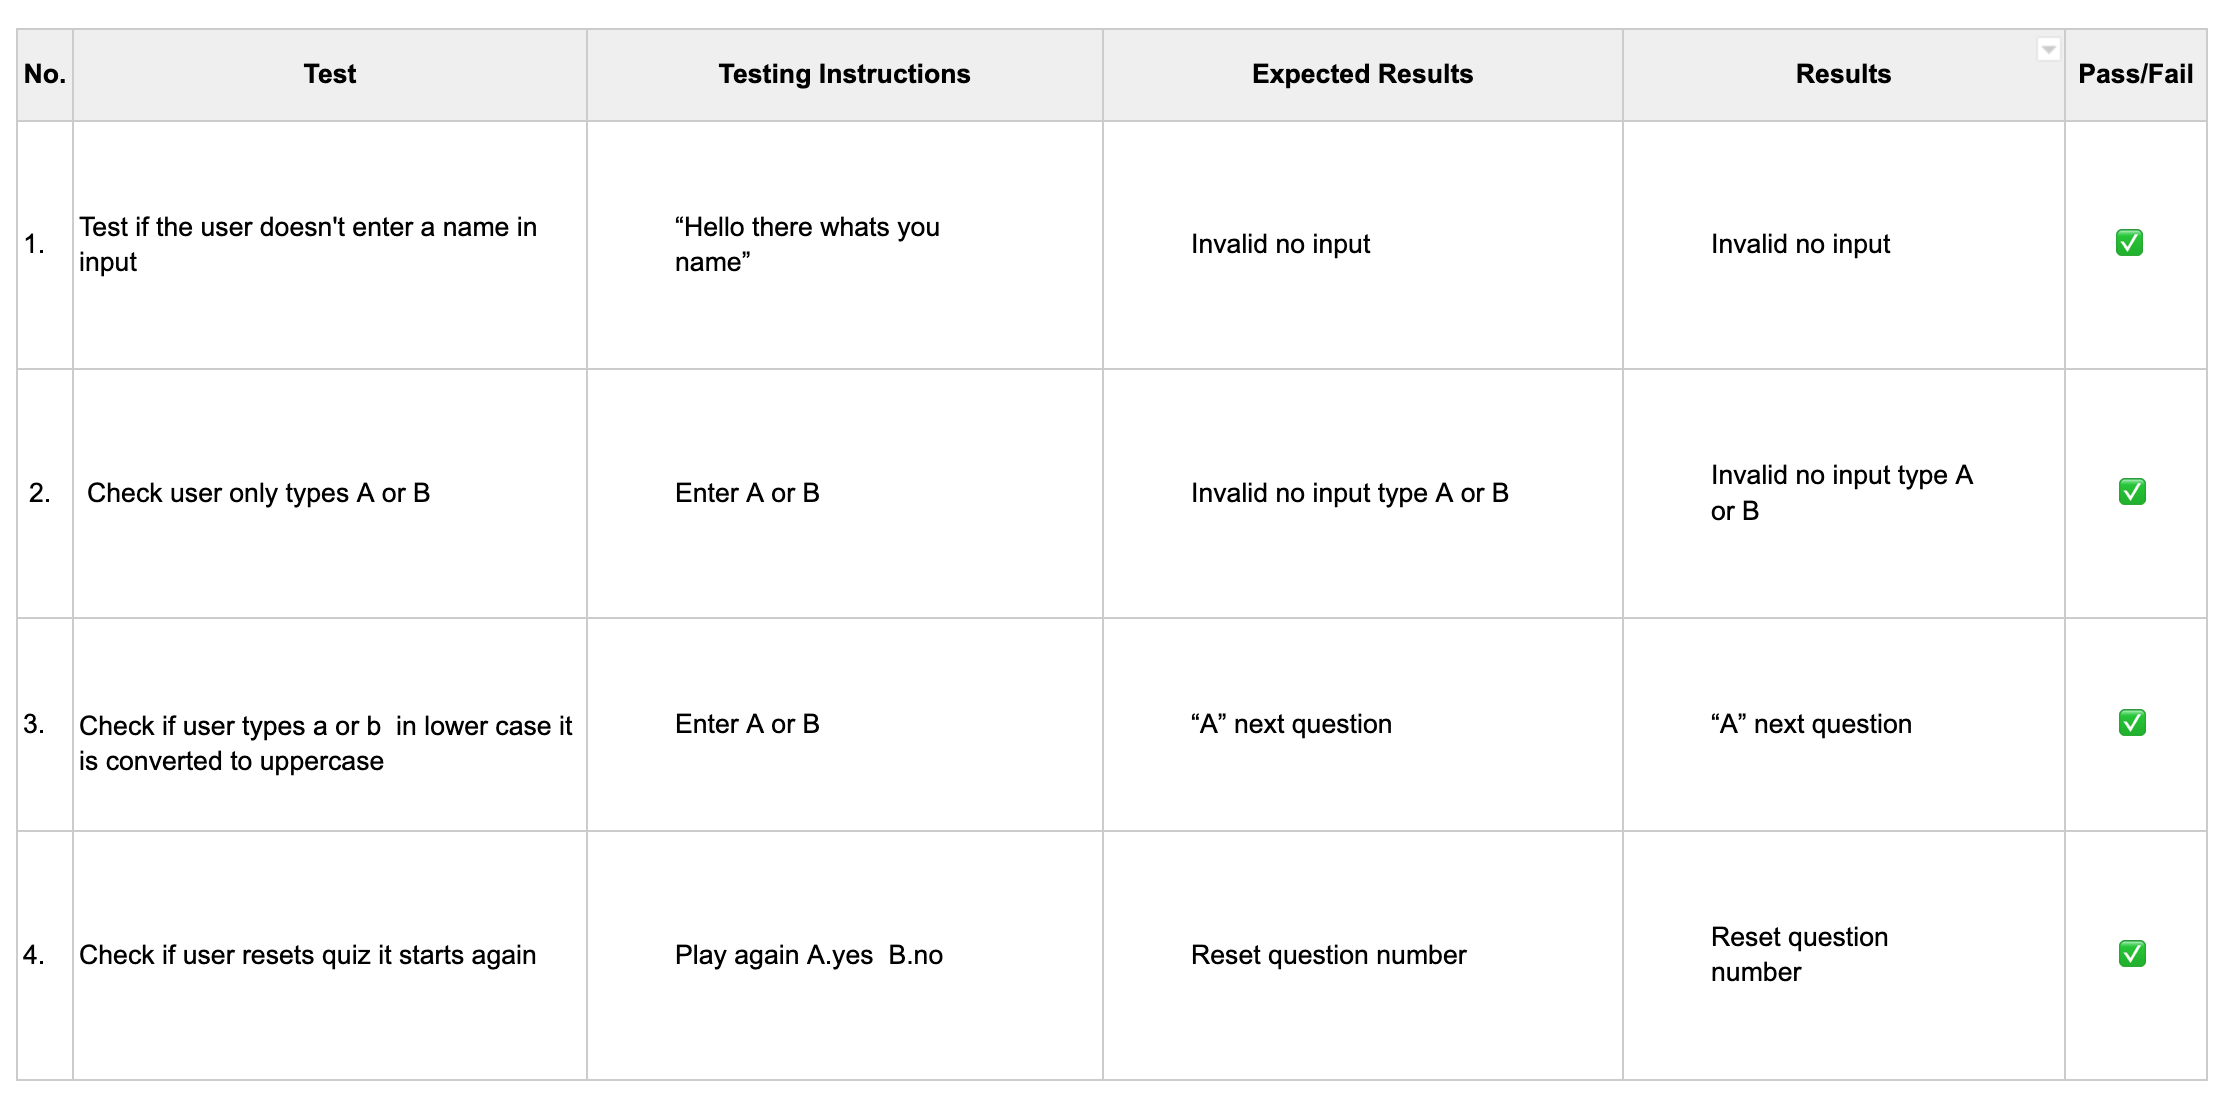 No. Test Testing Instructions Expected Results Results Pass/Fail
1.
Test if the user doesn't enter a name in
input
“Hello there whats you
name”
Invalid no input
Invalid no input
2.
Check user only types A or B
Enter A or B
Invalid no input type A or B
Invalid no input type A
or B
3.
Check if user types a or b  in lower case it
is converted to uppercase
Enter A or B
“A” next question
“A” next question
4.
Check if user resets quiz it starts again
Play again A.yes  B.no
Reset question number
Reset question
number